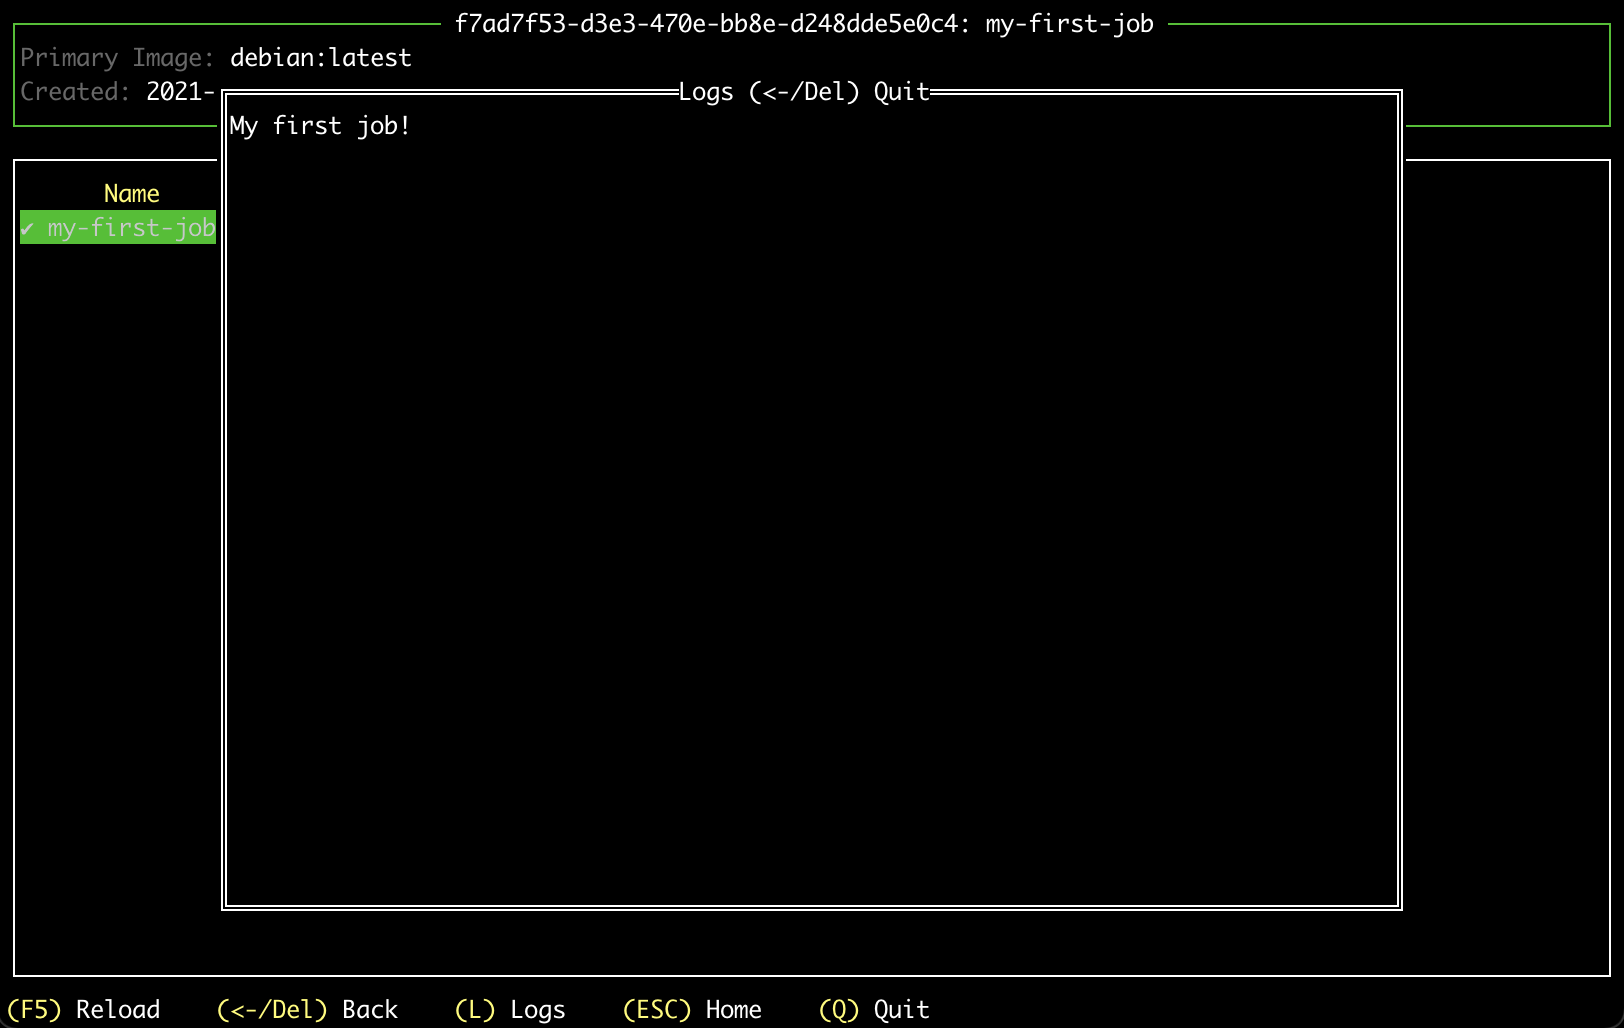 f7ad7f53-d3e3-470e-bb8e-d248dde5e0c4: my-first-job
Primary Image: debian:latest
Created: 2021-
Logs (<-/Del) Quit
My first job!
Name
✔ my-first-job
(F5) Reload (<-/Del) Back (L) Logs (ESC) Home (Q) Quit